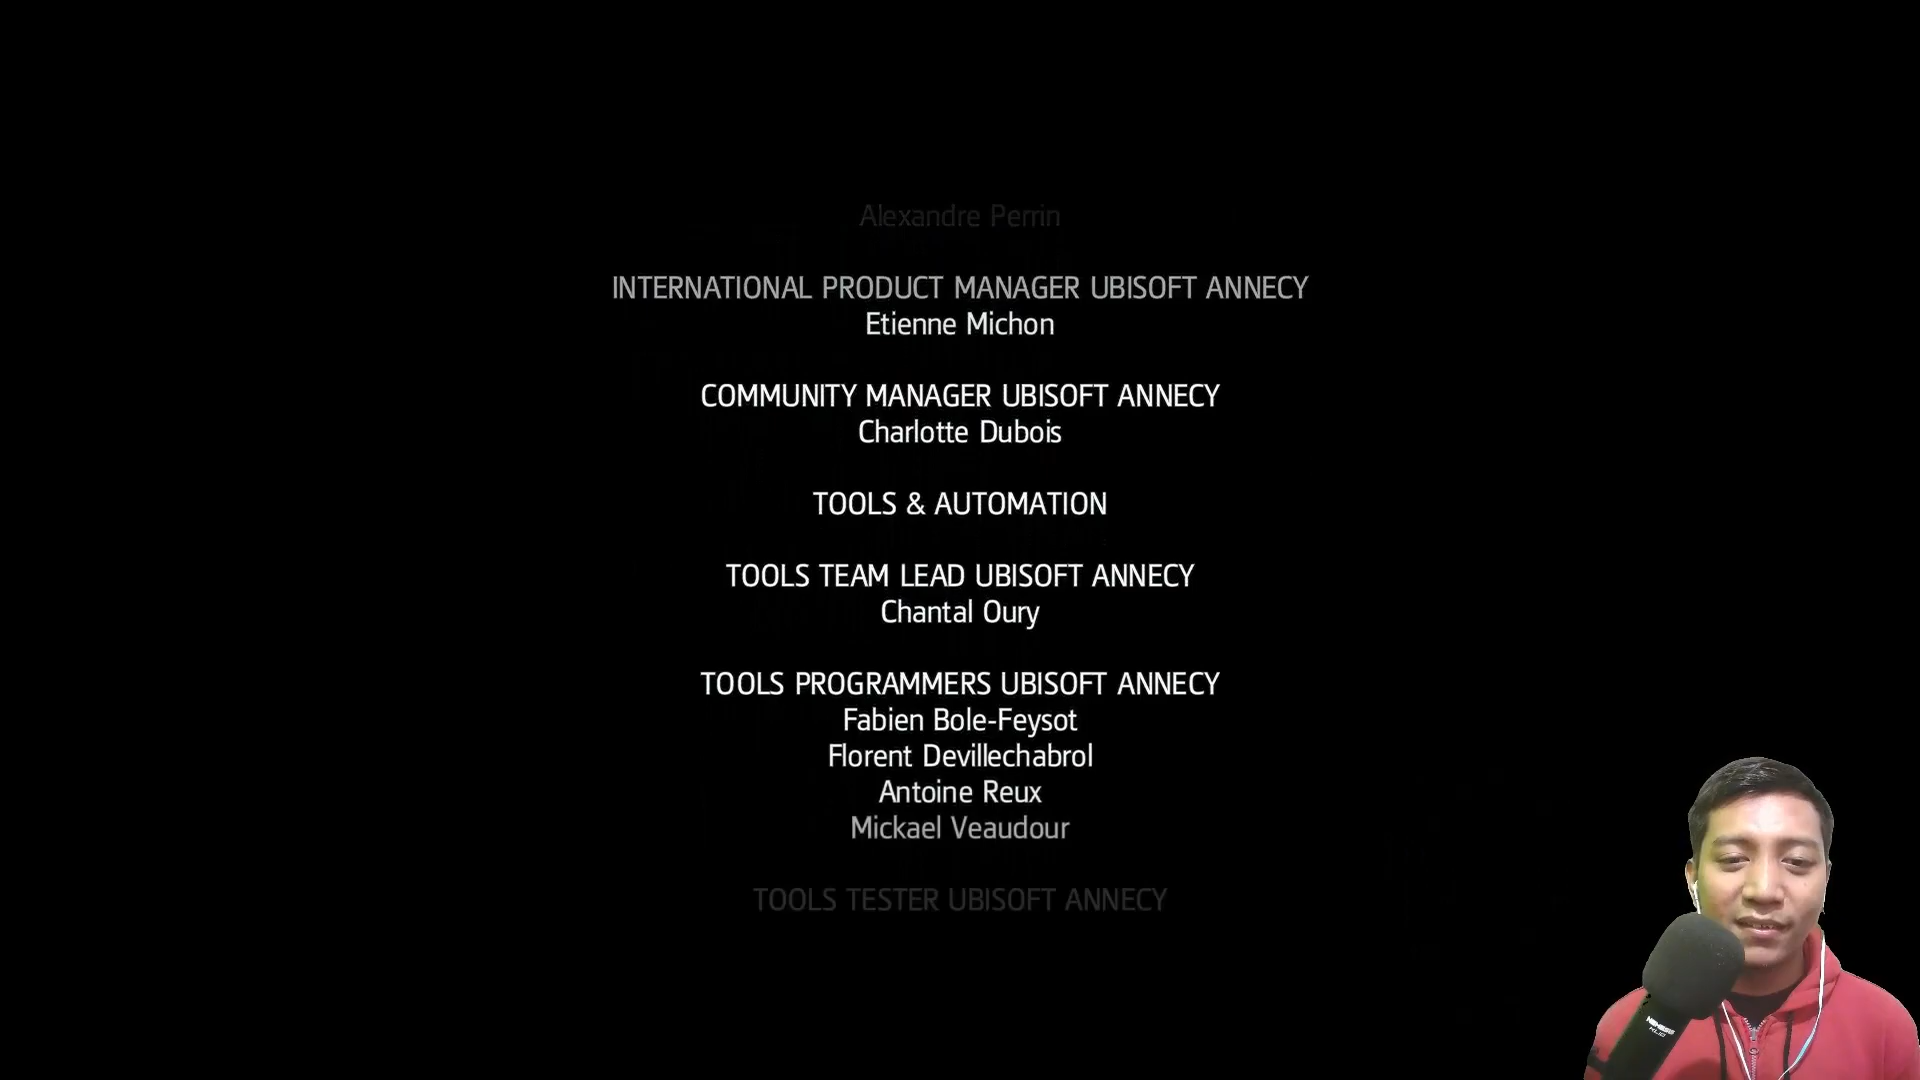 Alexandre Perrin
INTERNATIONAL PRODUCT MANAGER UBISOFT ANNECY
Etienne Michon
COMMUNITY MANAGER UBISOFT ANNECY
Charlotte Dubois
TOOLS & AUTOMATION
TOOLS TEAM LEAD UBISOFT ANNECY
Chantal Oury
TOOLS PROGRAMMERS UBISOFT ANNECY
Fabien Bole-Feysot
Florent Devillechabrol
Antoine Reux
Mickael Veaudour
TOOLS TESTER UBISOFT ANNECY